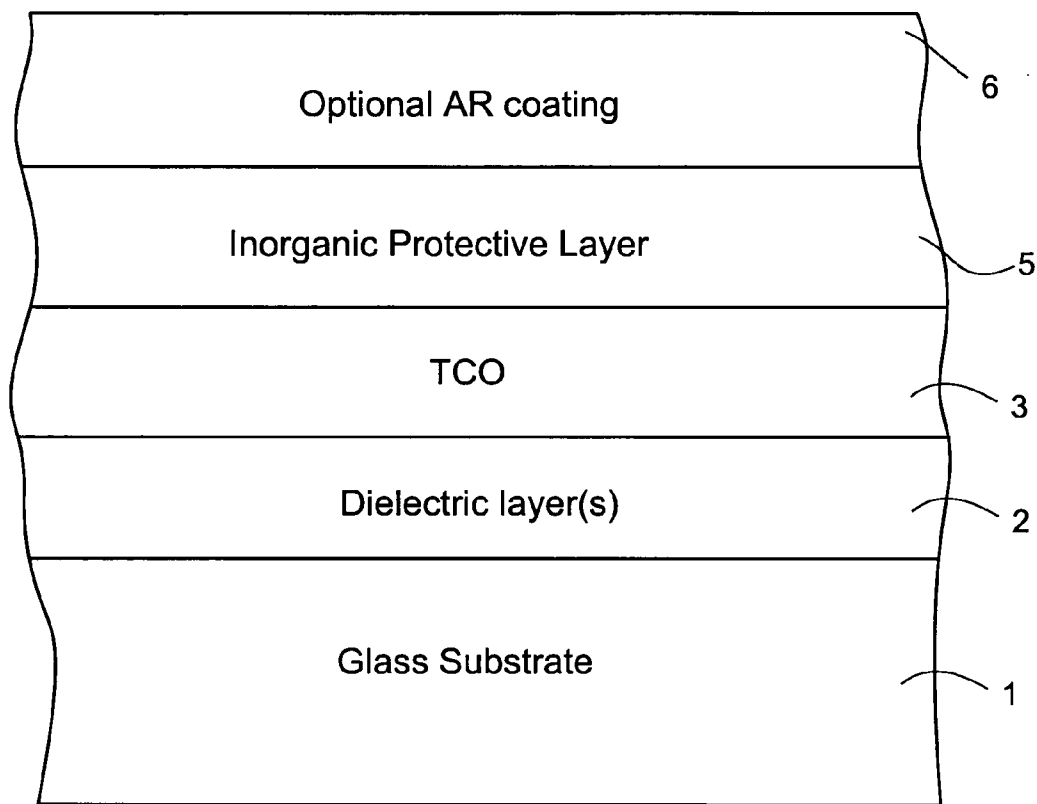 6
Optional AR coating
Inorganic Protective Layer
5
TCO
3
Dielectric layer(s)
2
Glass Substrate
1